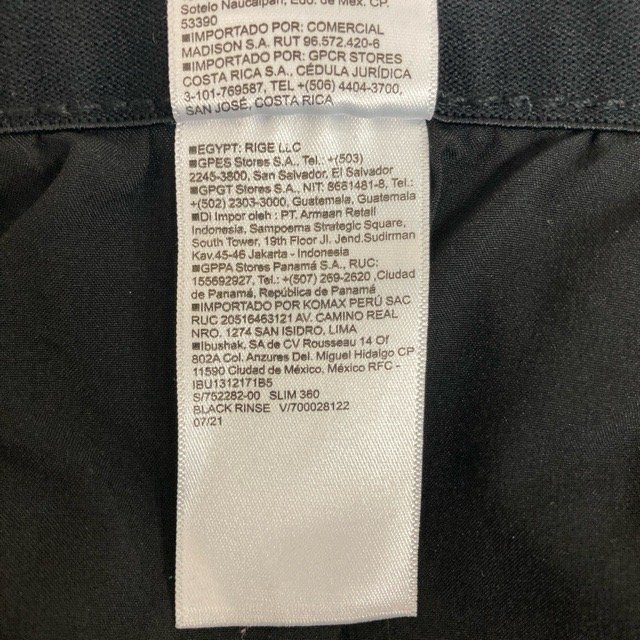 Sotelo Naucalpan, Edo. de Mex. CP.
53390
■IMPORTADO POR: COMERCIAL
MADISON S.A. RUT 96.572.420-6
■IMPORTADO POR: GPCR STORES
COSTA RICA S.A., CÉDULA JURÍDICA
3-101-769587, TEL +(506) 4404-3700,
SAN JOSÉ, COSTA RICA
■EGYPT: RIGE LLC
■GPES Stores S.A., Tel.: +(503)
2245-3800, San Salvador, El Salvador
■GPGT Stores S.A., NIT: 8681481-8, Tel.:
+(502) 2303-3000, Guatemala, Guatemala
■Di Impor oleh : PT. Armaan Retail
Indonesia, Sampoerna Strategic Square,
South Tower, 19th Floor Jl. Jend.Sudirman
Kav.45-46 Jakarta - Indonesia
■GPPA Stores Panamá S.A., RUC:
155692927, Tel.: +(507) 269-2620 ,Ciudad
de Panamá, República de Panamá
■IMPORTADO POR KOMAX PERÚ SAC
RUC 20516463121 AV. CAMINO REAL
NRO. 1274 SAN ISIDRO, LIMA
■Ibushak, SA de CV Rousseau 14 Of
802A Col. Anzures Del. Miguel Hidalgo CP
11590 Ciudad de México, México RFC -
IBU1312171B5
S/752282-00 SLIM 360
BLACK RINSE V/700028122
07/21